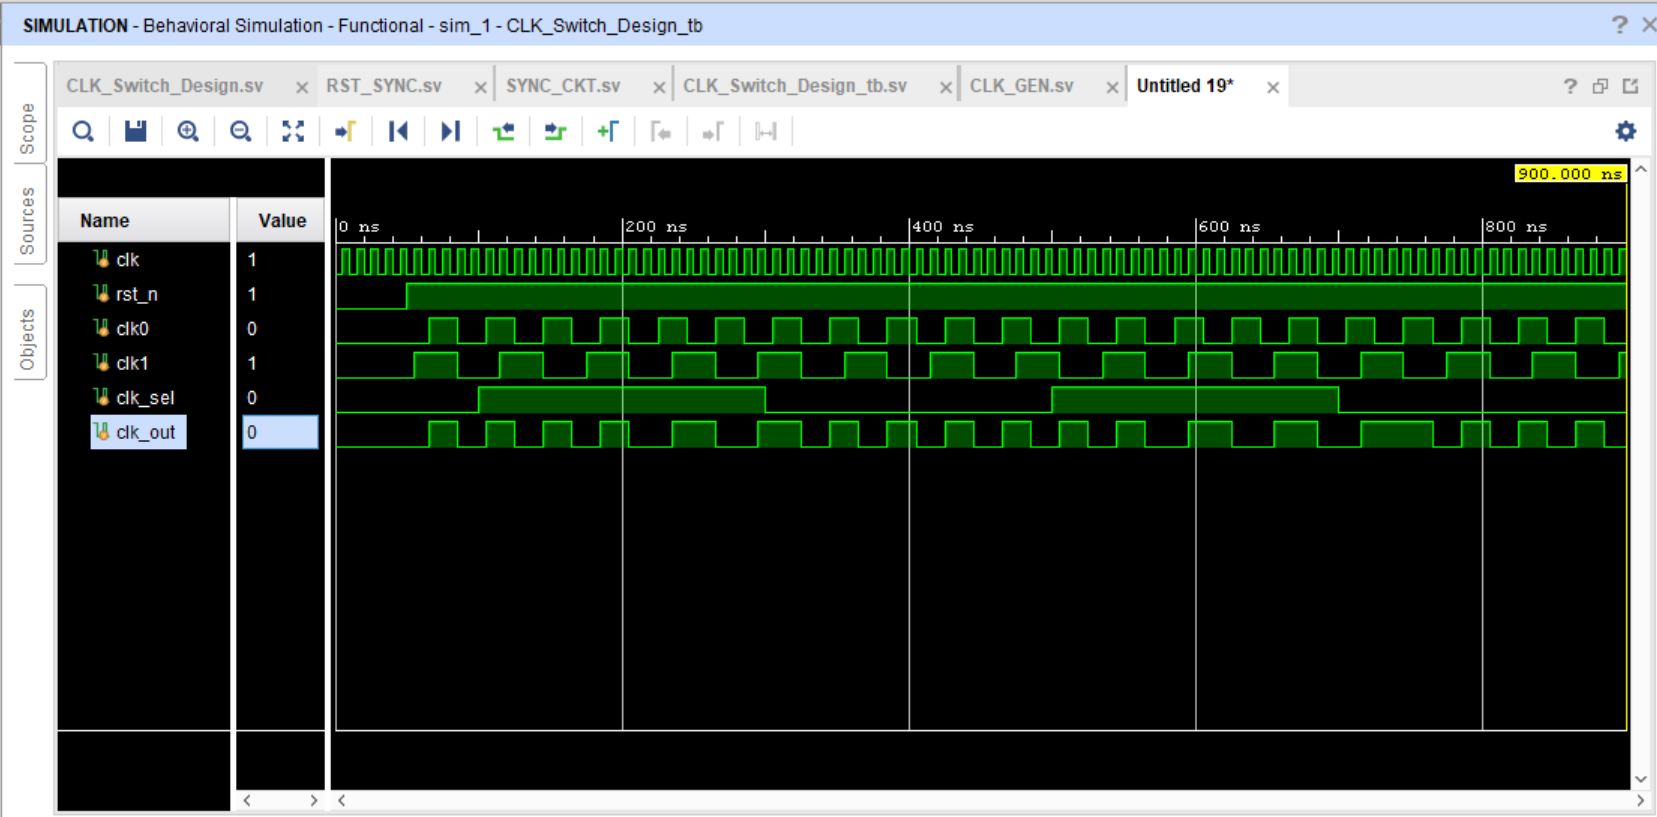 SIMULATION - Behavioral Simulation - Functional - sim_1 - CLK_Switch_Design_tb
CLK_Switch_Design.sv
RST_SYNC.sv
SYNC_CKT.sv
CLK_Switch_Design_tb.sv
CLK_GEN.sv
Untitled 19*
Scope
Sources
Objects
900.000 ns
Name
Value
0 ns
200 ns
400 ns
600 ns
800 ns
clk
1
rst_n
1
clk0
0
clk1
1
clk_sel
0
clk_out
0